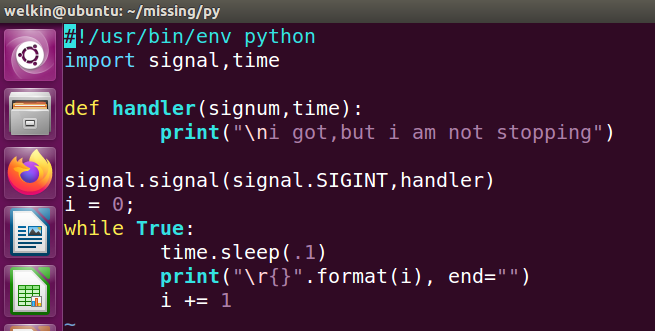 welkin@ubuntu: ~/missing/py
#!/usr/bin/env python
import signal,time

def handler(signum,time):
        print("\ni got,but i am not stopping")

signal.signal(signal.SIGINT,handler)
i = 0;
while True:
        time.sleep(.1)
        print("\r{}".format(i), end="")
        i += 1
~